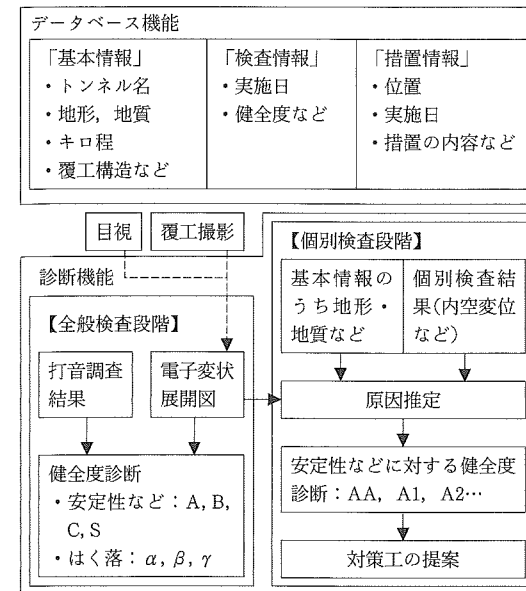 データベース機能
「基本情報」
・トンネル名
・地形，地質
・キロ程
・覆工構造など
「検査情報」
・実施日
・健全度など
「措置情報」
・位置
・実施日
・措置の内容など
目視
覆工撮影
診断機能
【全般検査段階】
打音調査
結果
電子変状
展開図
健全度診断
・安定性など：A, B,
C, S
・はく落：α, β, γ
【個別検査段階】
基本情報の
うち地形・
地質など
個別検査結
果(内空変位
など)
原因推定
安定性などに対する健全度
診断：AA， A1， A2…
対策工の提案